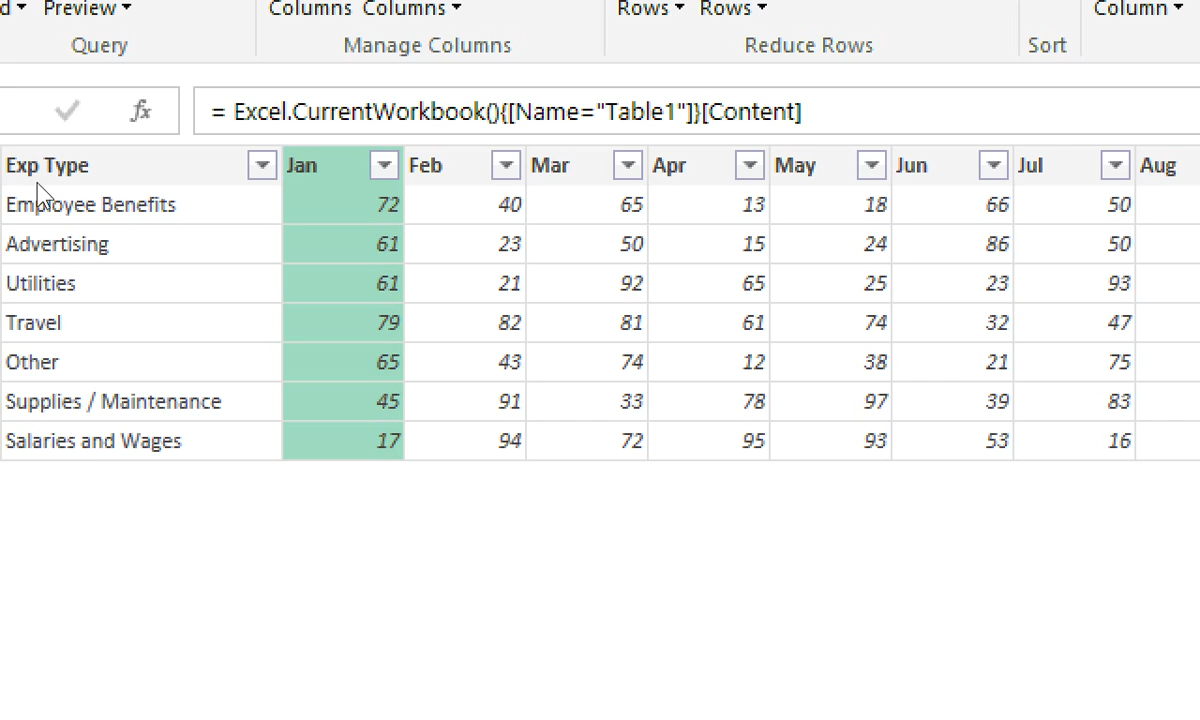 d Preview Columns Columns Rows Rows Column
Query Manage Columns Reduce Rows Sort
fx = Excel.CurrentWorkbook(){[Name="Table1"]}[Content]
Exp Type Jan Feb Mar Apr May Jun Jul Aug
Employee Benefits 72 40 65 13 18 66 50
Advertising 61 23 50 15 24 86 50
Utilities 61 21 92 65 25 23 93
Travel 79 82 81 61 74 32 47
Other 65 43 74 12 38 21 75
Supplies / Maintenance 45 91 33 78 97 39 83
Salaries and Wages 17 94 72 95 93 53 16